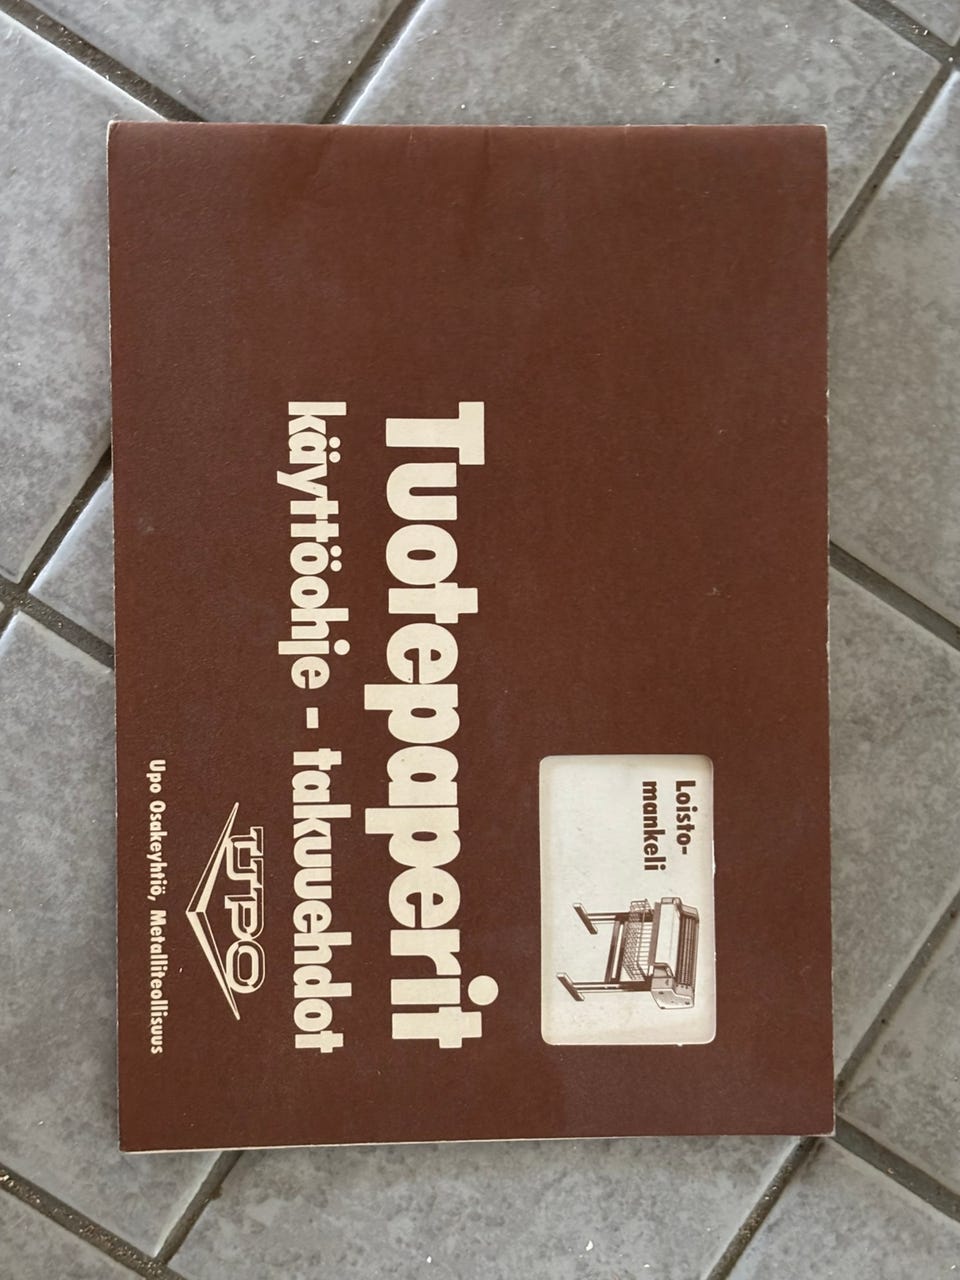 Loisto-
mankeli
Tuotepaperit
käyttöohje - takuuehdot
UPO
Upo Osakeyhtiö, Metalliteollisuus